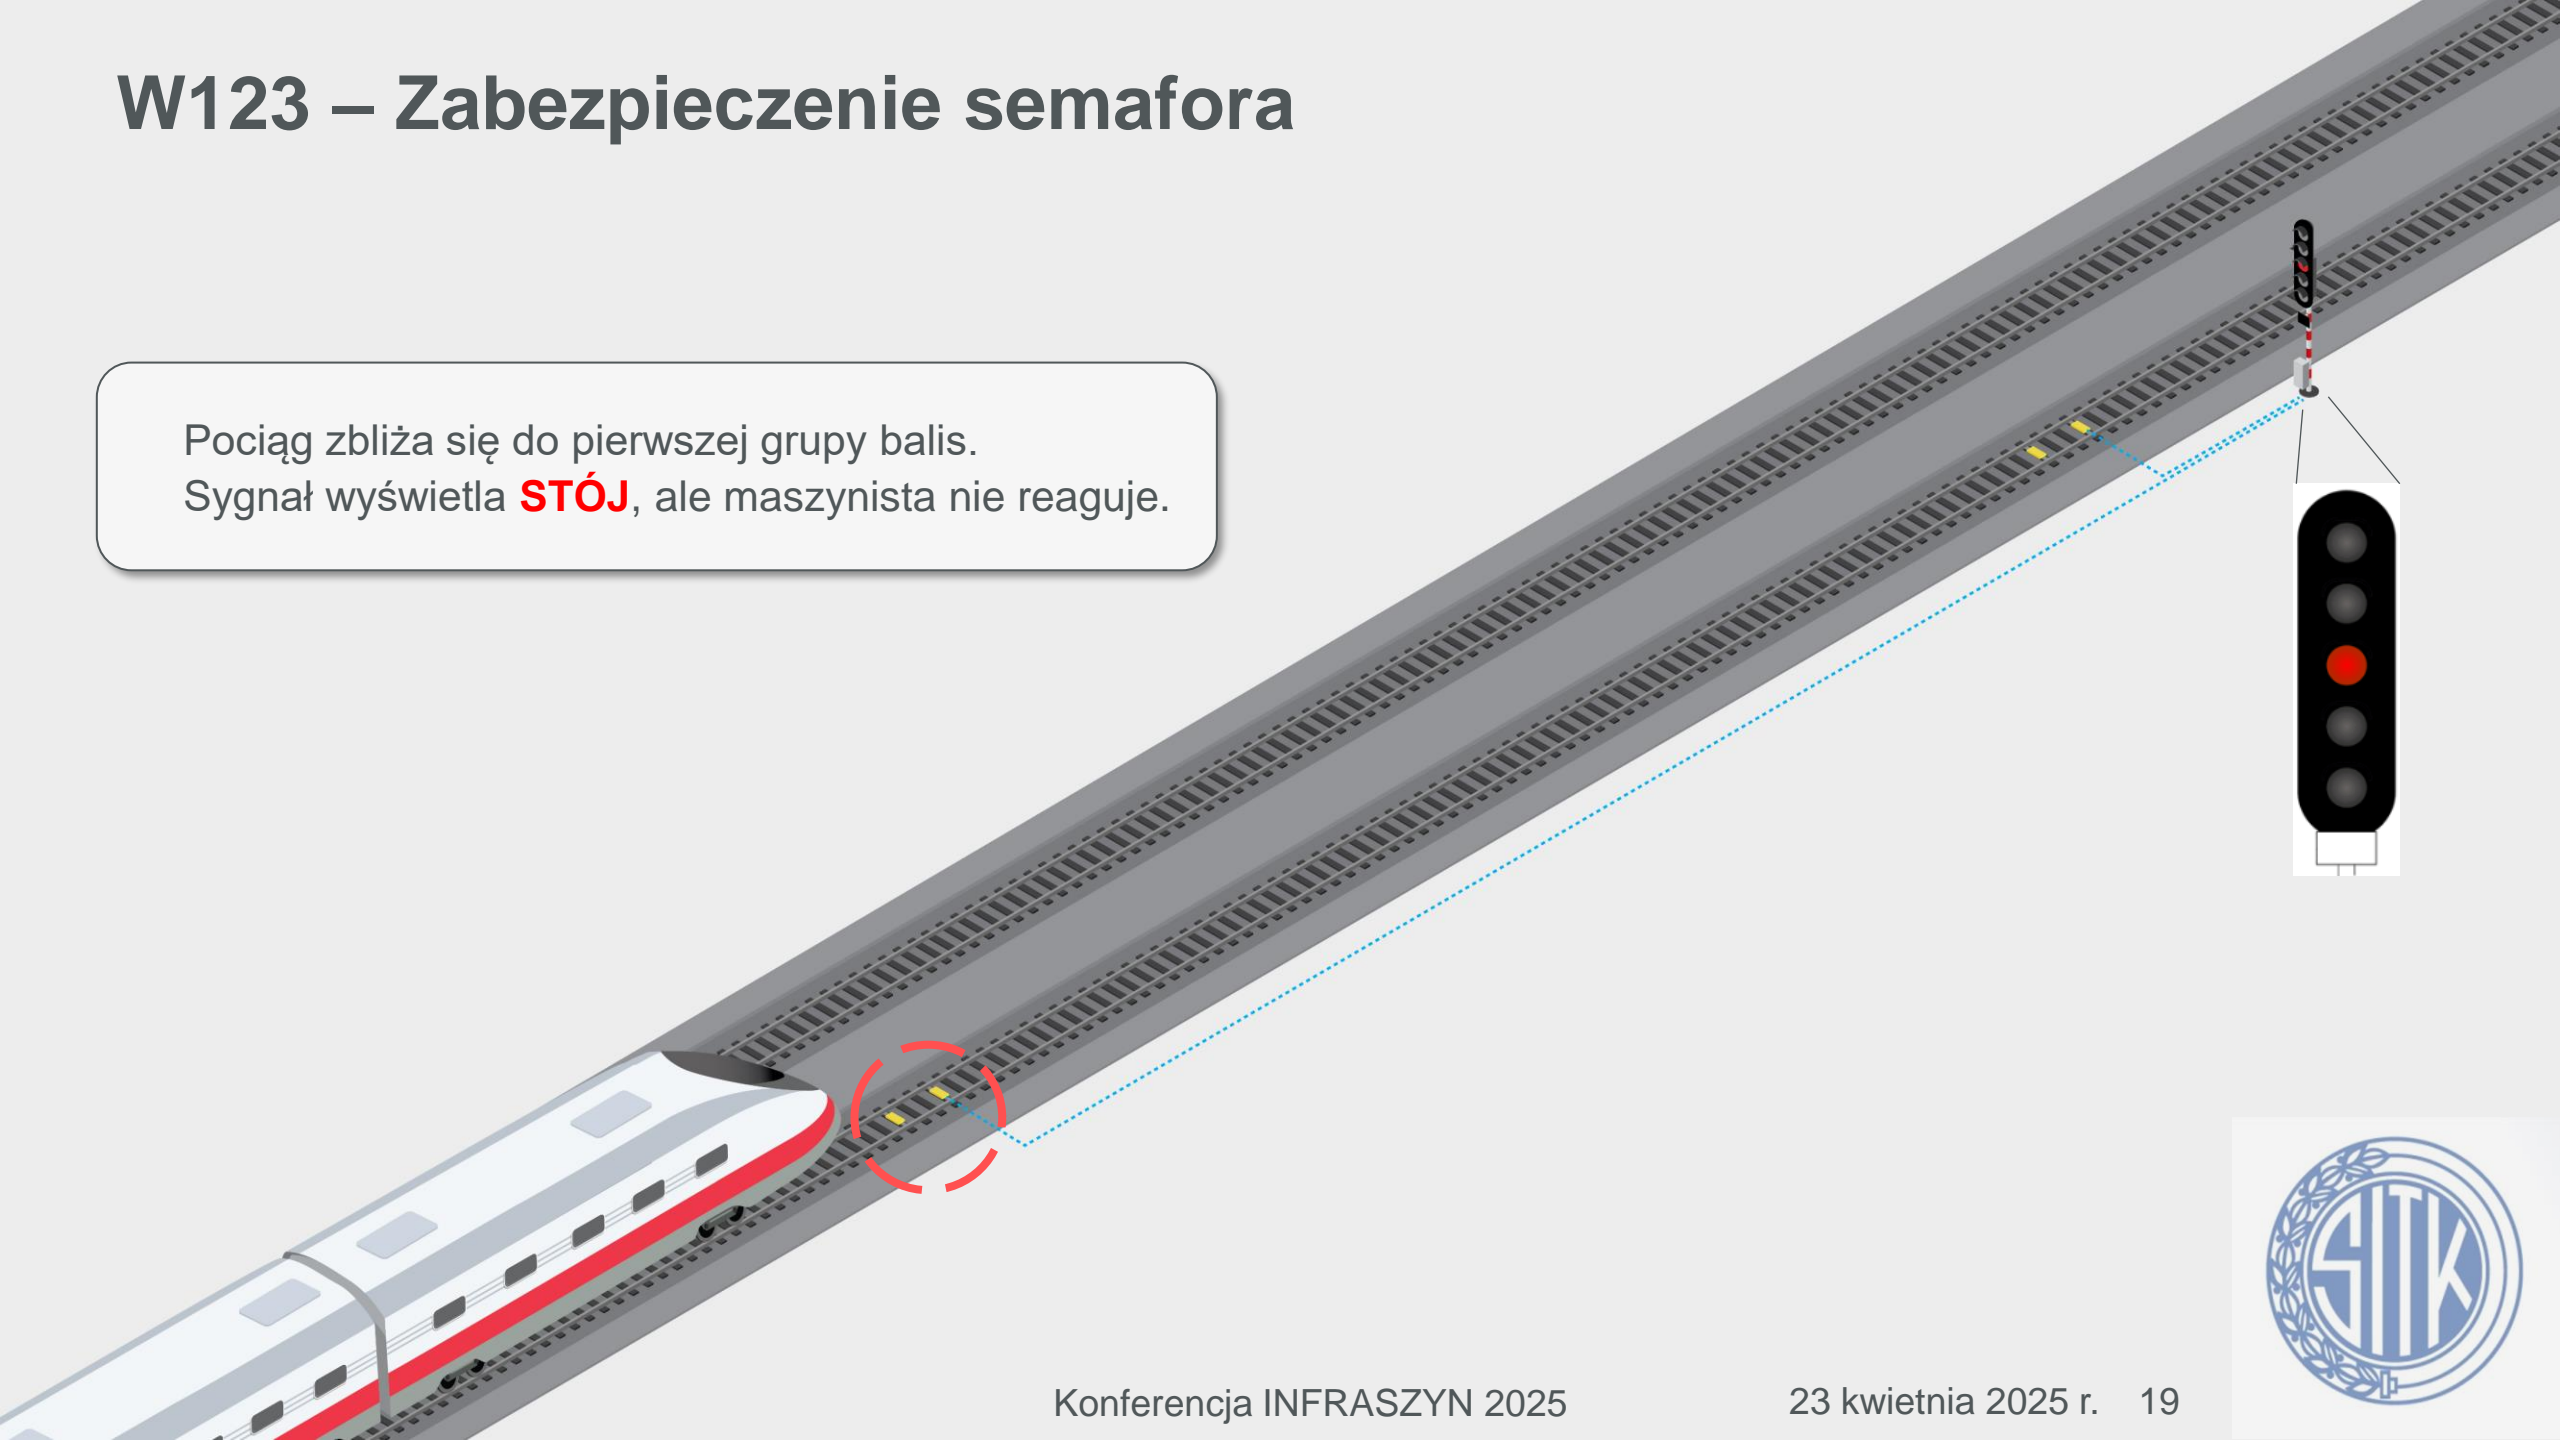 W123 – Zabezpieczenie semafora
Pociąg zbliża się do pierwszej grupy balis.
Sygnał wyświetla STÓJ, ale maszynista nie reaguje.
SITK
Konferencja INFRASZYN 2025
23 kwietnia 2025 r.
19